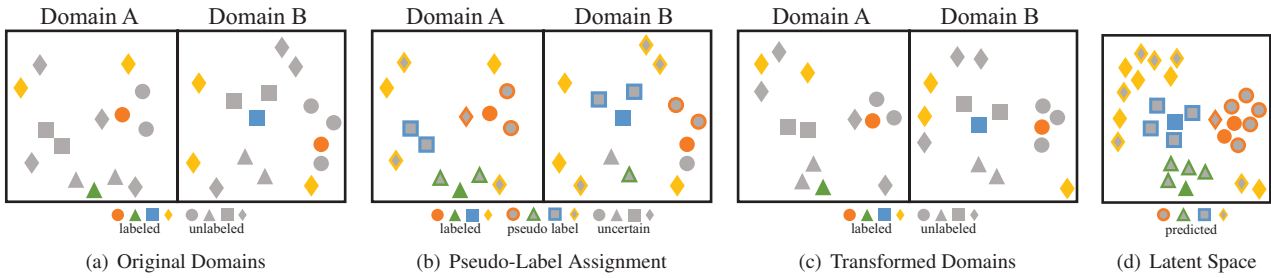 Domain A Domain B Domain A Domain B Domain A Domain B
labeled unlabeled labeled pseudo label uncertain labeled unlabeled predicted
(a) Original Domains (b) Pseudo-Label Assignment (c) Transformed Domains (d) Latent Space